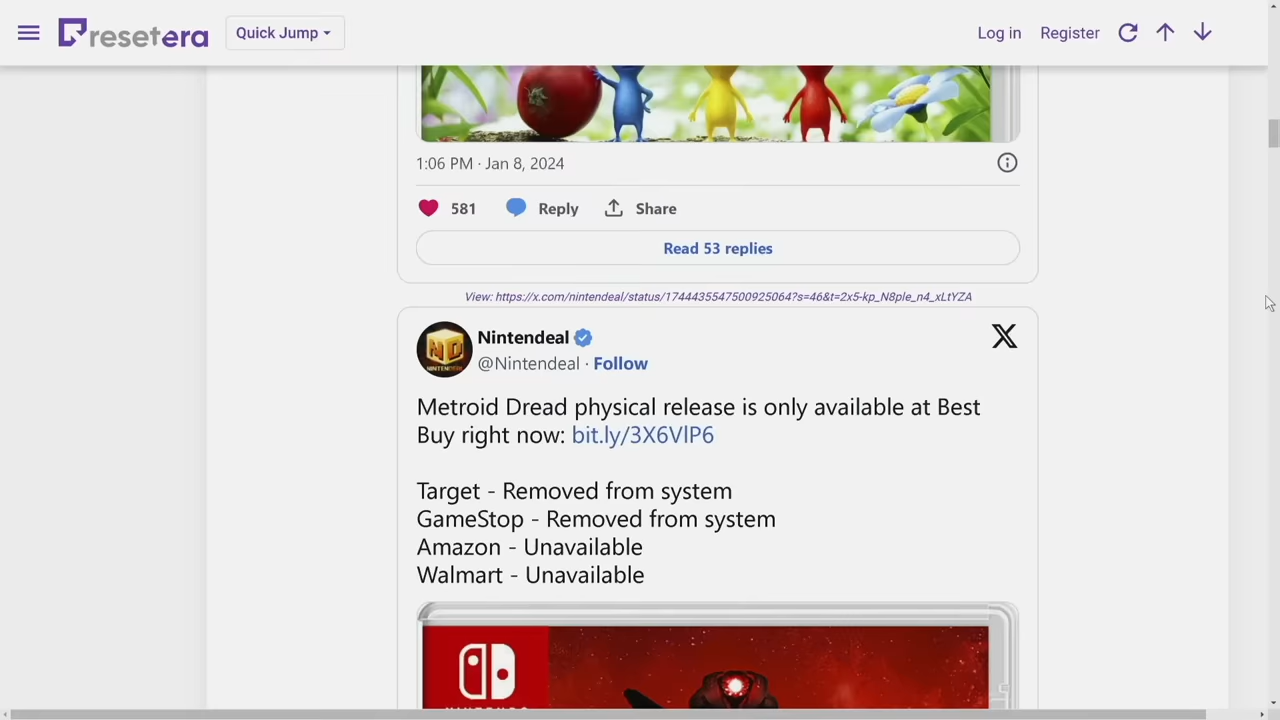 resetera
Quick Jump
Log in
Register
1:06 PM · Jan 8, 2024
581
Reply
Share
Read 53 replies
View: https://x.com/nintendeal/status/1744435547500925064?s=46&t=2x5-kp_N8ple_n4_xLtYZA
Nintendeal
@Nintendeal · Follow
Metroid Dread physical release is only available at Best
Buy right now: bit.ly/3X6VlP6
Target - Removed from system
GameStop - Removed from system
Amazon - Unavailable
Walmart - Unavailable